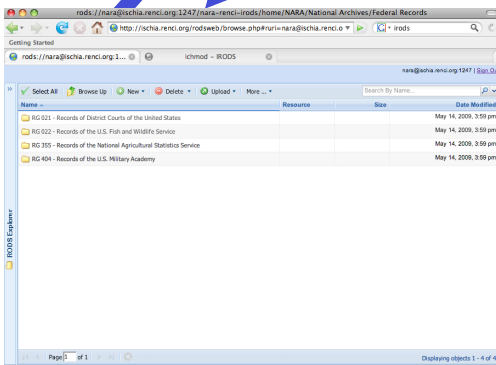 rods://nara@ischia.renci.org:1247/nara-renci-irods/home/NARA/National Archives/Federal Records
http://ischia.renci.org/rodsweb/browse.php#ruri=nara@ischia.renci.o irods
Getting Started
rods://nara@ischia.renci.org:1... ichmod – IRODS
nara@ischia.renci.org:1247 | Sign Ou
Select All Browse Up New Delete Upload More ... Search By Name...
Name Resource Size Date Modified
RG 021 - Records of District Courts of the United States May 14, 2009, 3:59 pm
RG 022 - Records of the U.S. Fish and Wildlife Service May 14, 2009, 3:59 pm
RG 355 - Records of the National Agricultural Statistics Service May 14, 2009, 3:59 pm
RG 404 - Records of the U.S. Military Academy May 14, 2009, 3:59 pm
RODS Explorer
Page 1 of 1 Displaying objects 1 - 4 of 4